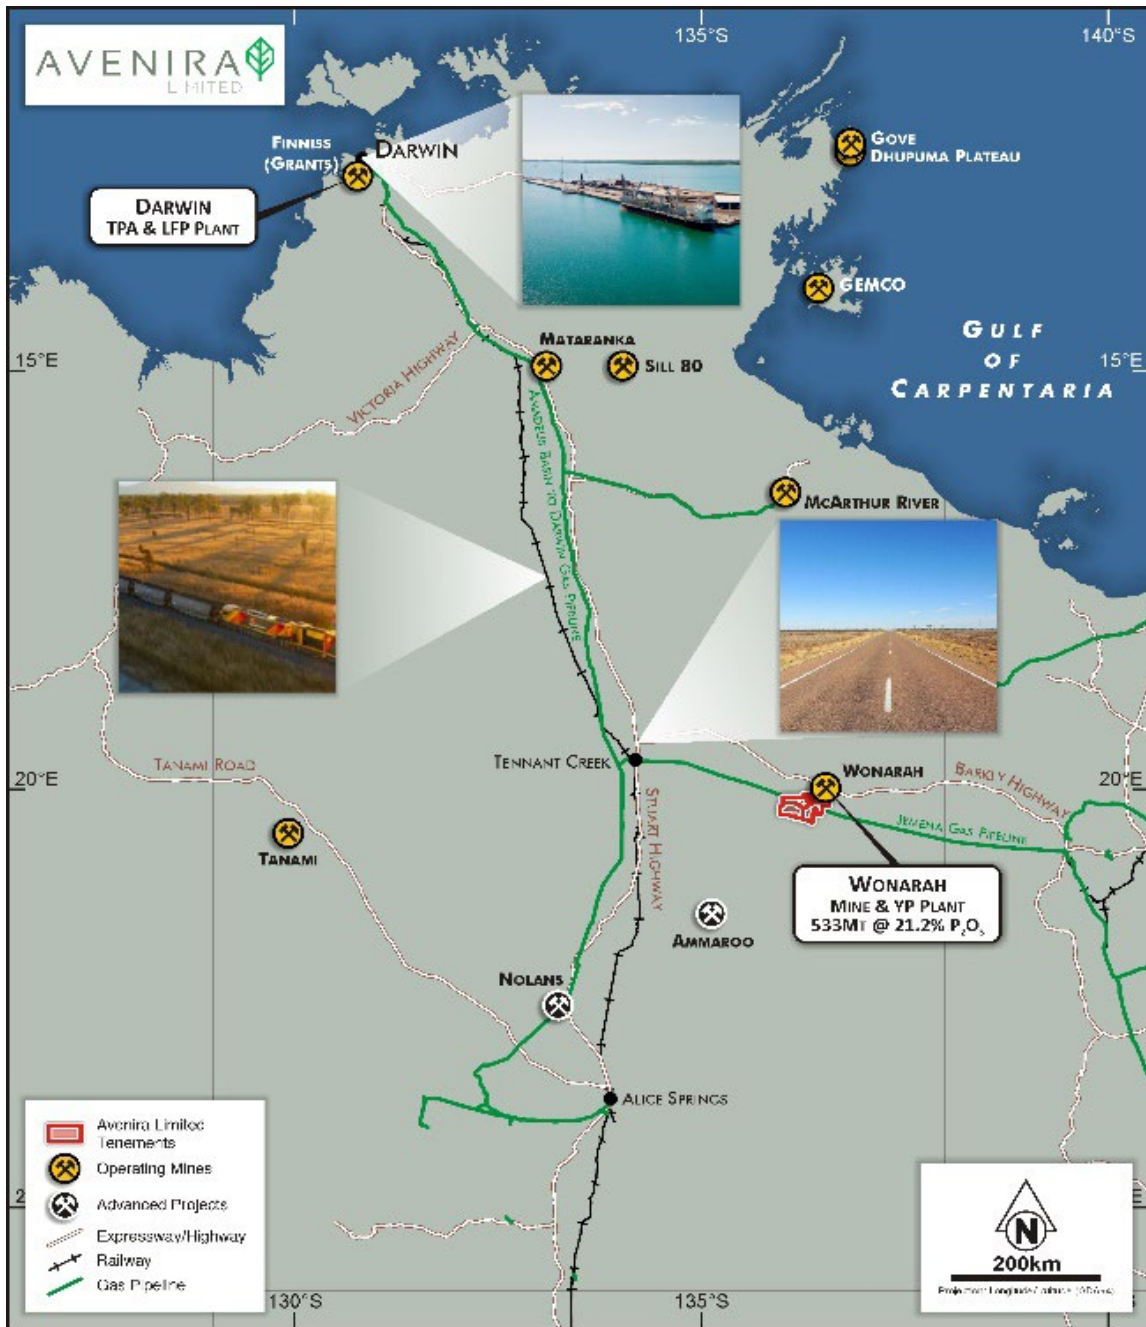 AVENIRA
LIMITED
135°S
140°S
FINNISS
(GRANTS)
DARWIN
GOVE
DHUPUMA PLATEAU
DARWIN
TPA & LFP PLANT
GEMCO
GULF
OF
CARPENTARIA
MATARANKA
SILL 80
15°E
15°E
VICTORIA HIGHWAY
AMADEUS BASIN TO DARWIN GAS PIPELINE
MCARTHUR RIVER
TENNANT CREEK
TANAMI ROAD
WONARAH
BARKLY HIGHWAY
20°E
20°E
STUART HIGHWAY
JEMENA GAS PIPELINE
TANAMI
WONARAH
MINE & YP PLANT
533MT @ 21.2% P₂O₅
AMMAROO
NOLANS
ALICE SPRINGS
Avenira Limited
Tenements
Operating Mines
Advanced Projects
Expressway/Highway
Railway
Gas Pipeline
N
200km
Projection: Longitude/Latitude
130°S
135°S